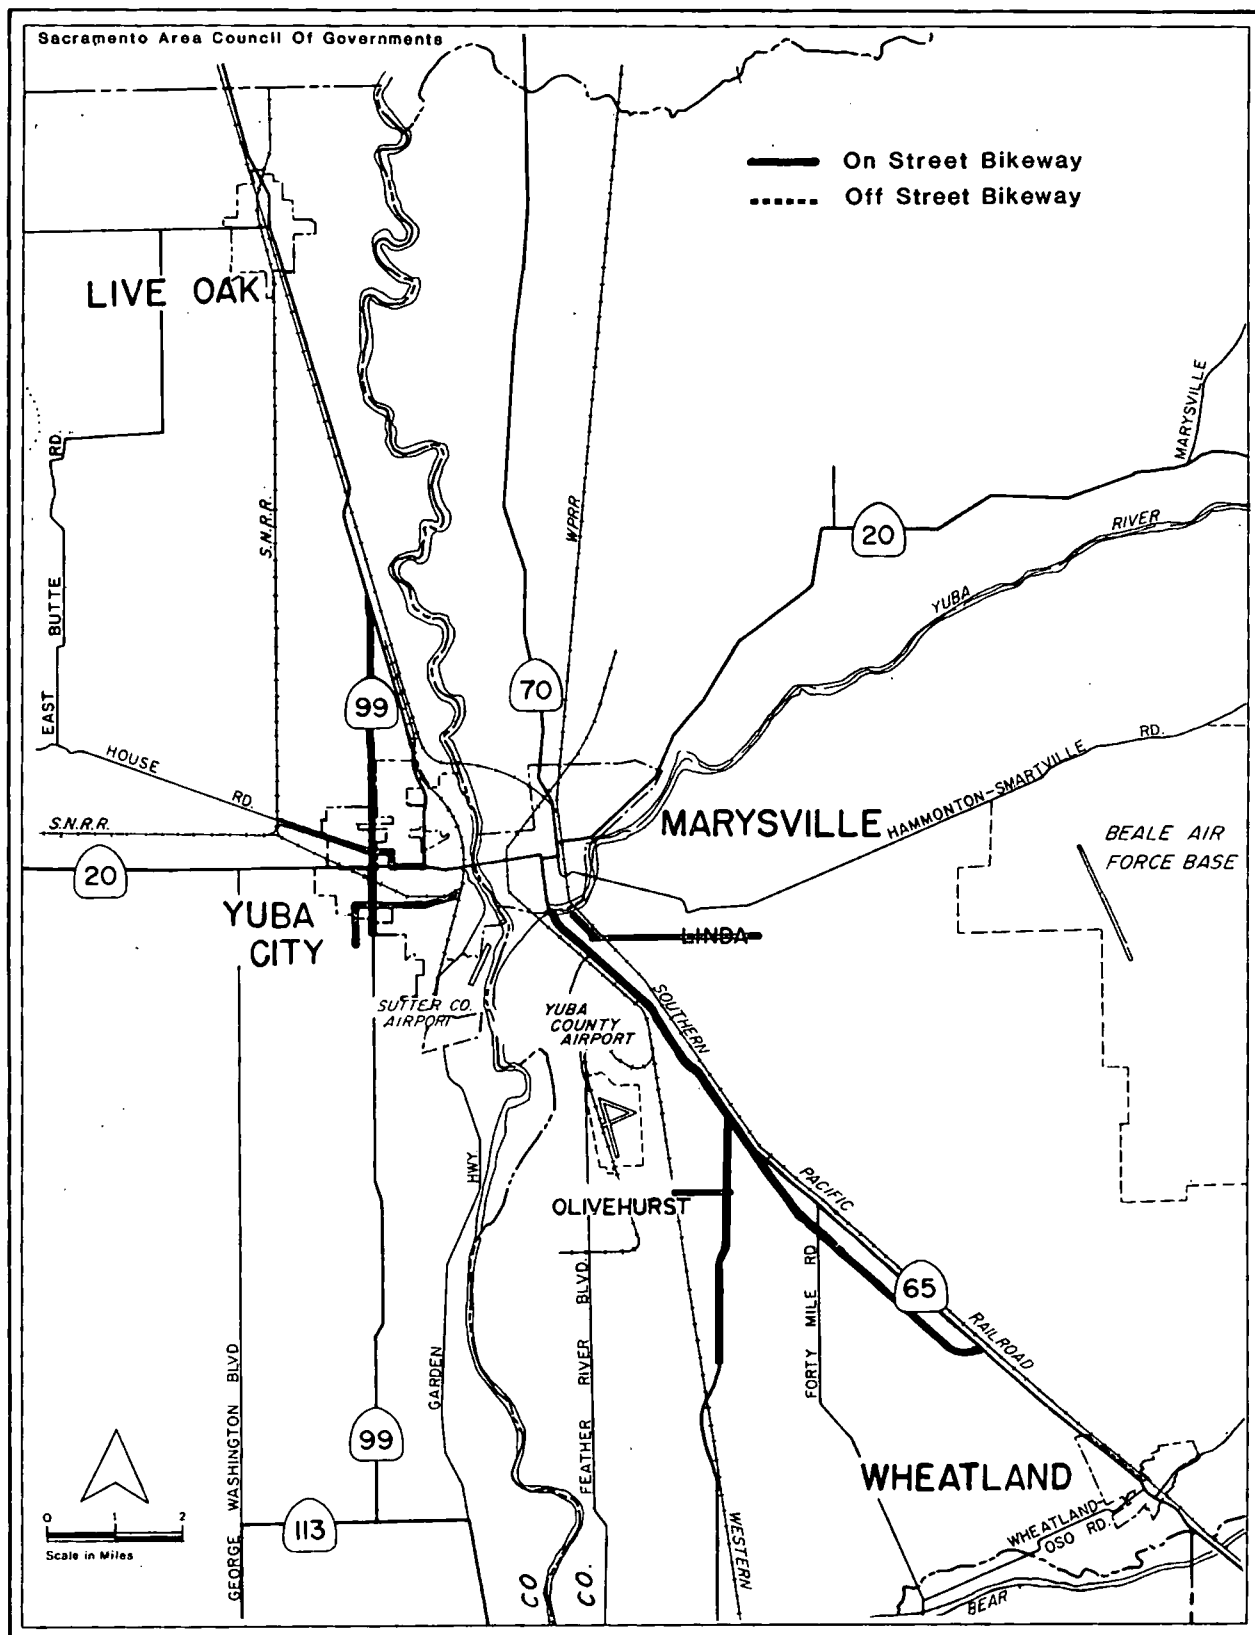 Sacramento Area Council Of Governments
On Street Bikeway
Off Street Bikeway
LIVE OAK
MARYSVILLE
EAST BUTTE RD.
S.N.R.R.
WPRR
20
RIVER
YUBA
99
70
HOUSE RD.
S.N.R.R.
MARYSVILLE
HAMMONTON-SMARTVILLE RD.
BEALE AIR
FORCE BASE
20
YUBA
CITY
LINDA
SUTTER CO.
AIRPORT
YUBA
COUNTY
AIRPORT
SOUTHERN
PACIFIC
RAILROAD
GARDEN HWY
OLIVEHURST
FEATHER RIVER BLVD.
FORTY MILE RD
65
GEORGE WASHINGTON BLVD
99
113
WHEATLAND
WHEATLAND
OSO RD.
WESTERN
BEAR
CO
CO.
0 1 2
Scale in Miles